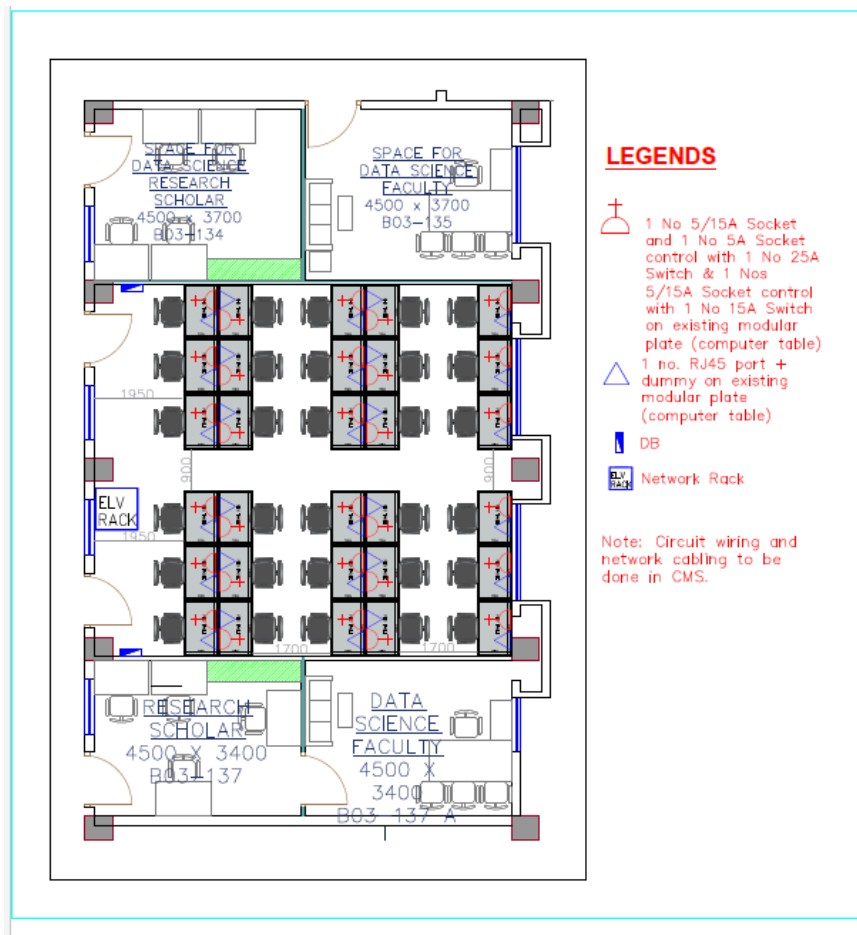 SPACE FOR
DATA SCIENCE
RESEARCH
SCHOLAR
4500 x 3700
B03-134
SPACE FOR
DATA SCIENCE
FACULTY
4500 x 3700
B03-135
1950
900
900
ELV
RACK
1950
1700
1700
RESEARCH
SCHOLAR
4500 X 3400
B03-137
DATA
SCIENCE
FACULTY
4500 X
3400
B03-137 A
LEGENDS
1 No 5/15A Socket
and 1 No 5A Socket
control with 1 No 25A
Switch & 1 Nos
5/15A Socket control
with 1 No 15A Switch
on existing modular
plate (computer table)
1 no. RJ45 port +
dummy on existing
modular plate
(computer table)
DB
ELV
RACK
Network Rack
Note: Circuit wiring and
network cabling to be
done in CMS.